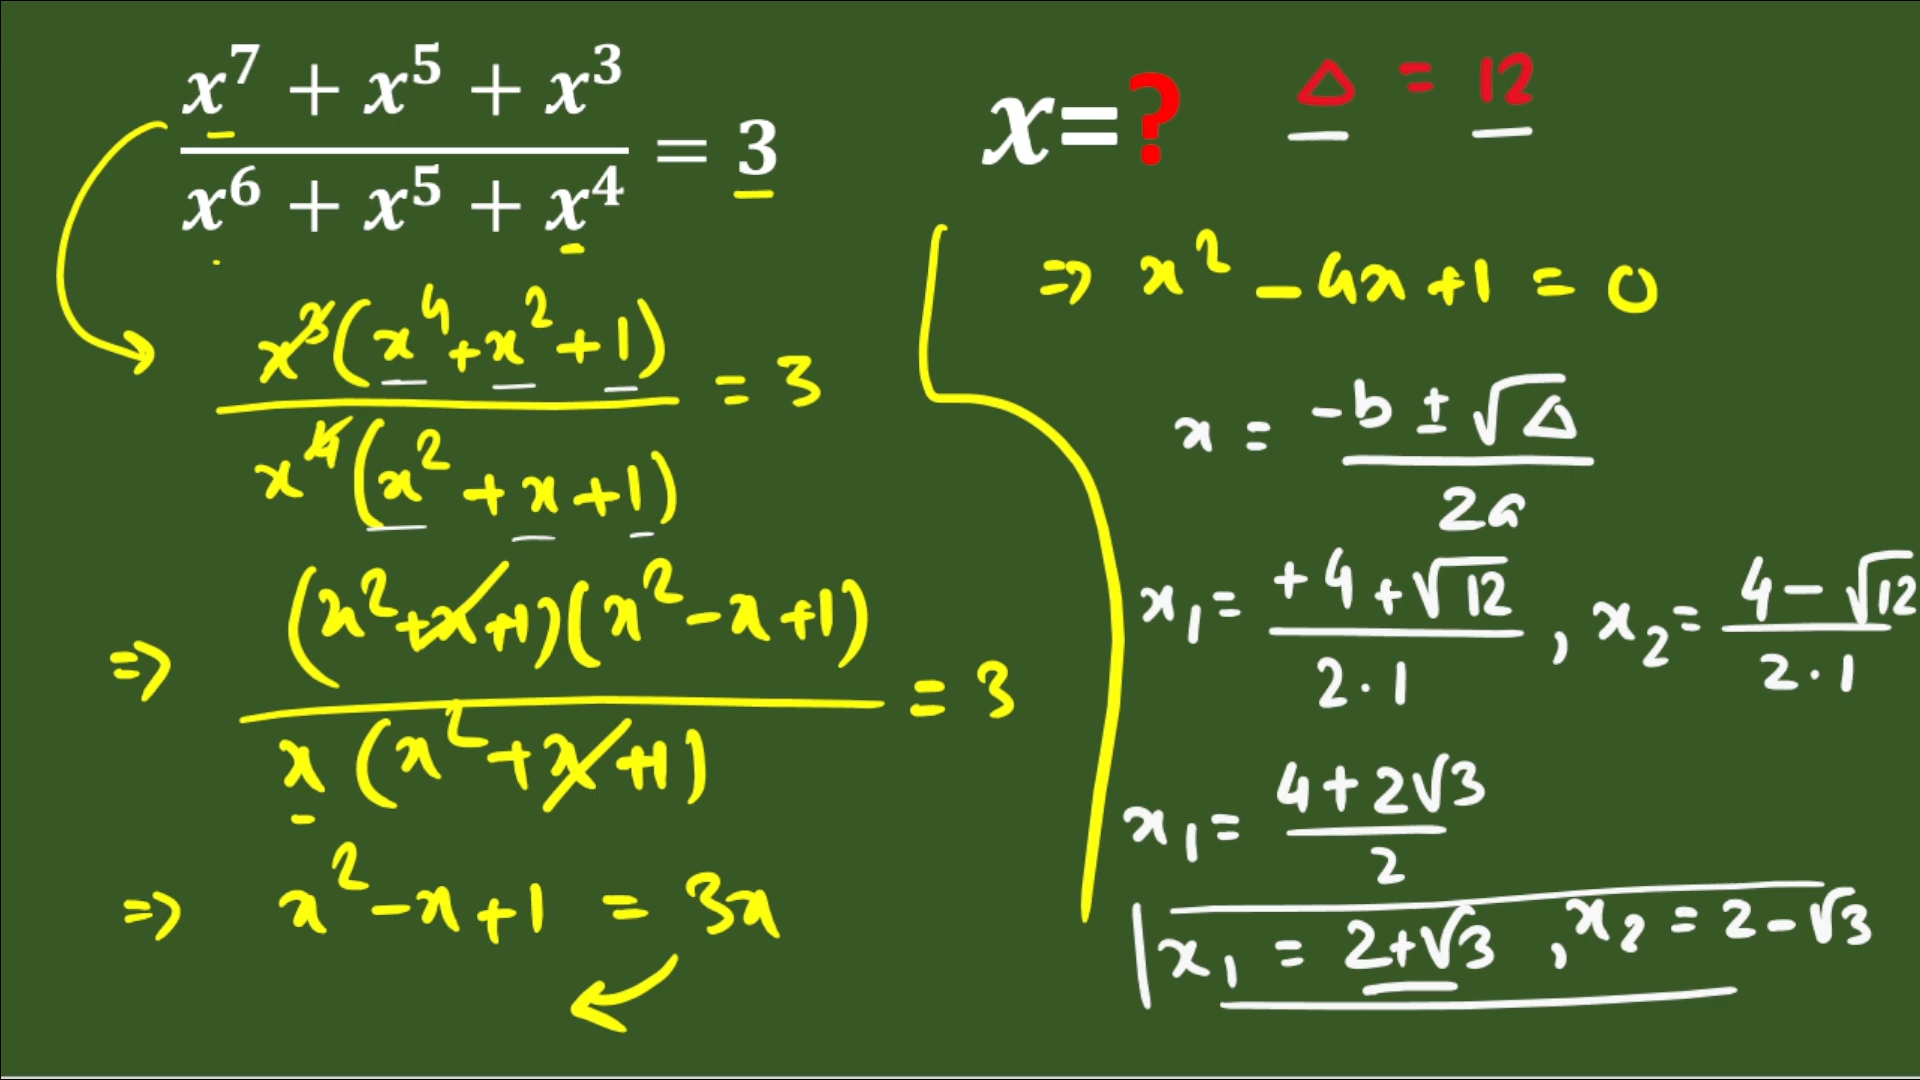 x⁷ + x⁵ + x³
x⁶ + x⁵ + x⁴ = 3
x³(x⁴+x²+1)
x⁴(x²+x+1) = 3
⇒ (x²+x+1)(x²-x+1)
x(x²+x+1) = 3
⇒ x²-x+1 = 3x
x=?
Δ = 12
⇒ x²-4x+1 = 0
x = -b ± √Δ
2a
x₁ = +4+√12 , x₂ = 4-√12
2·1 2·1
x₁ = 4+2√3
2
x₁ = 2+√3 , x₂ = 2-√3